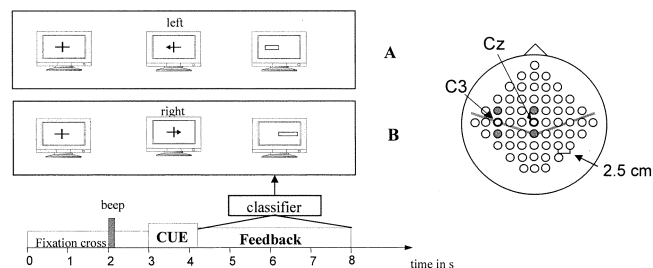 left
A
right
B
Cz
C3
2.5 cm
classifier
beep
Fixation cross
CUE
Feedback
0 1 2 3 4 5 6 7 8
time in s